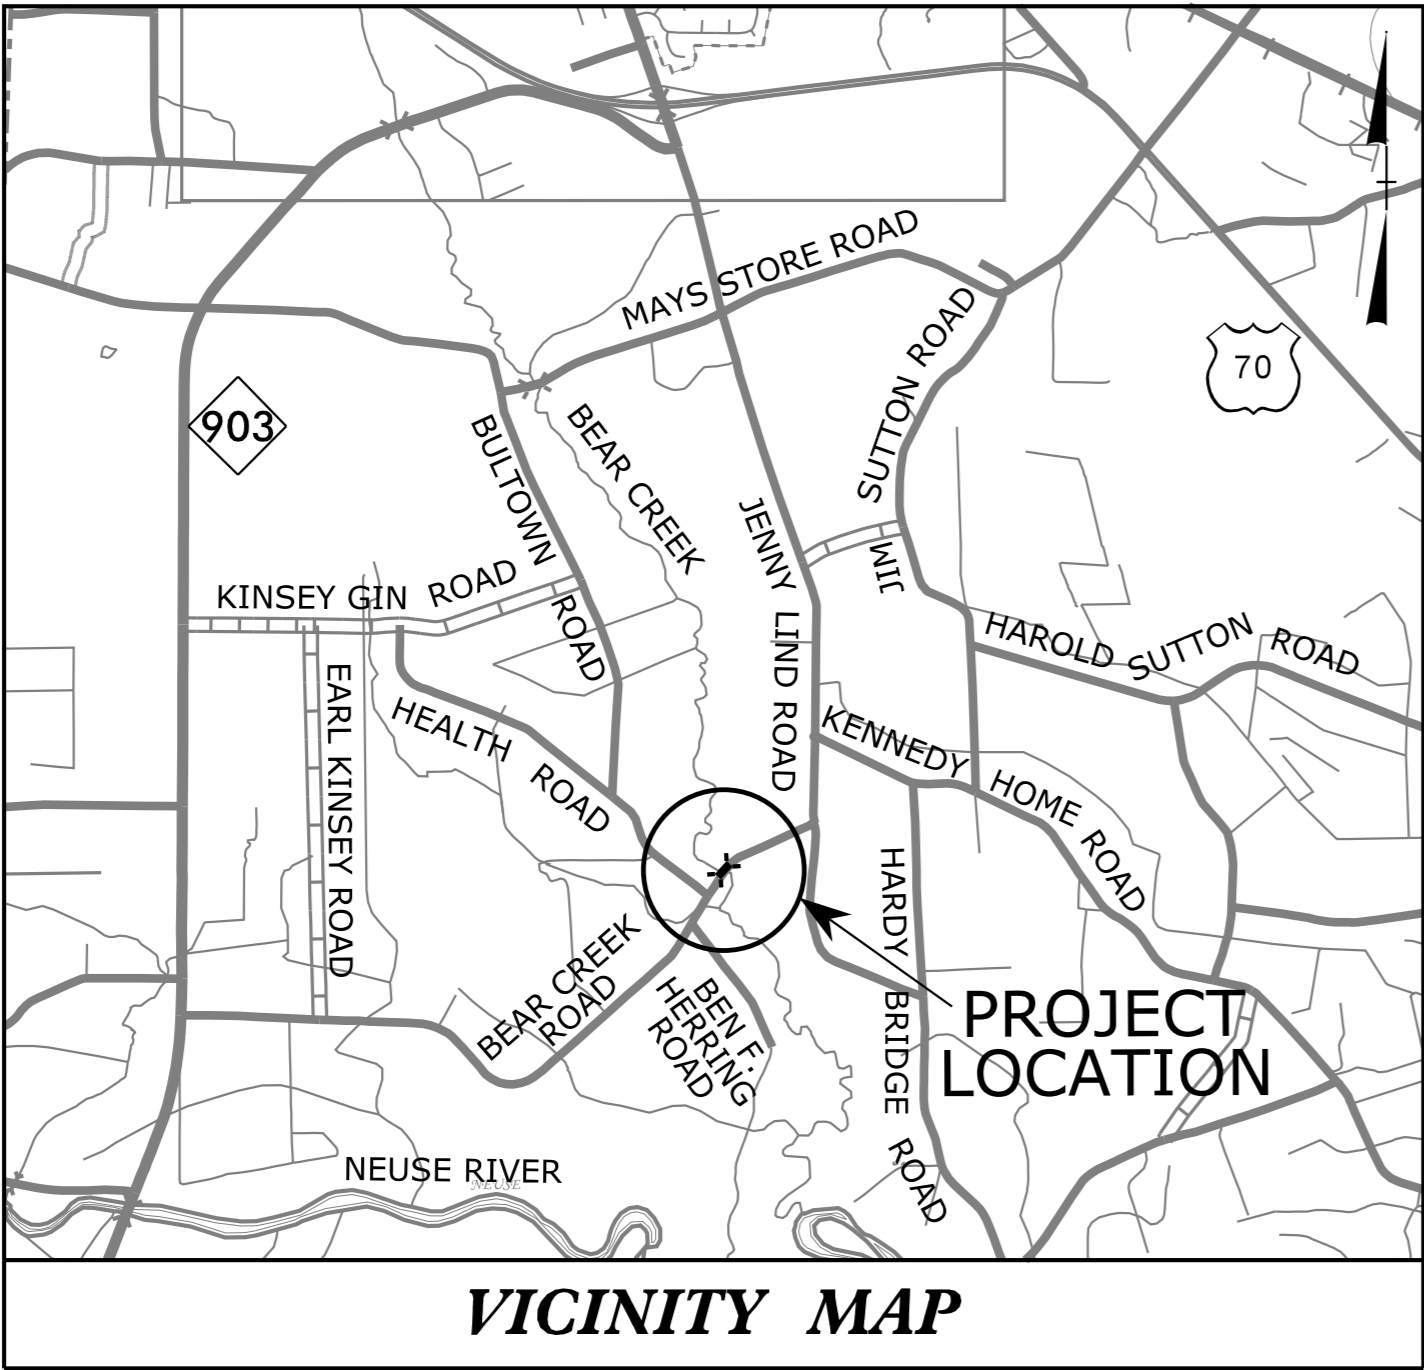 MAYS STORE ROAD
JIM SUTTON ROAD
70
903
BULTOWN ROAD
BEAR CREEK
JENNY LIND ROAD
KINSEY GIN ROAD
HAROLD SUTTON ROAD
EARL KINSEY ROAD
HEALTH ROAD
KENNEDY HOME ROAD
HARDY BRIDGE ROAD
BEAR CREEK
ROAD
BEN F.
HERRING
ROAD
PROJECT
LOCATION
NEUSE RIVER
NEUSE
VICINITY MAP